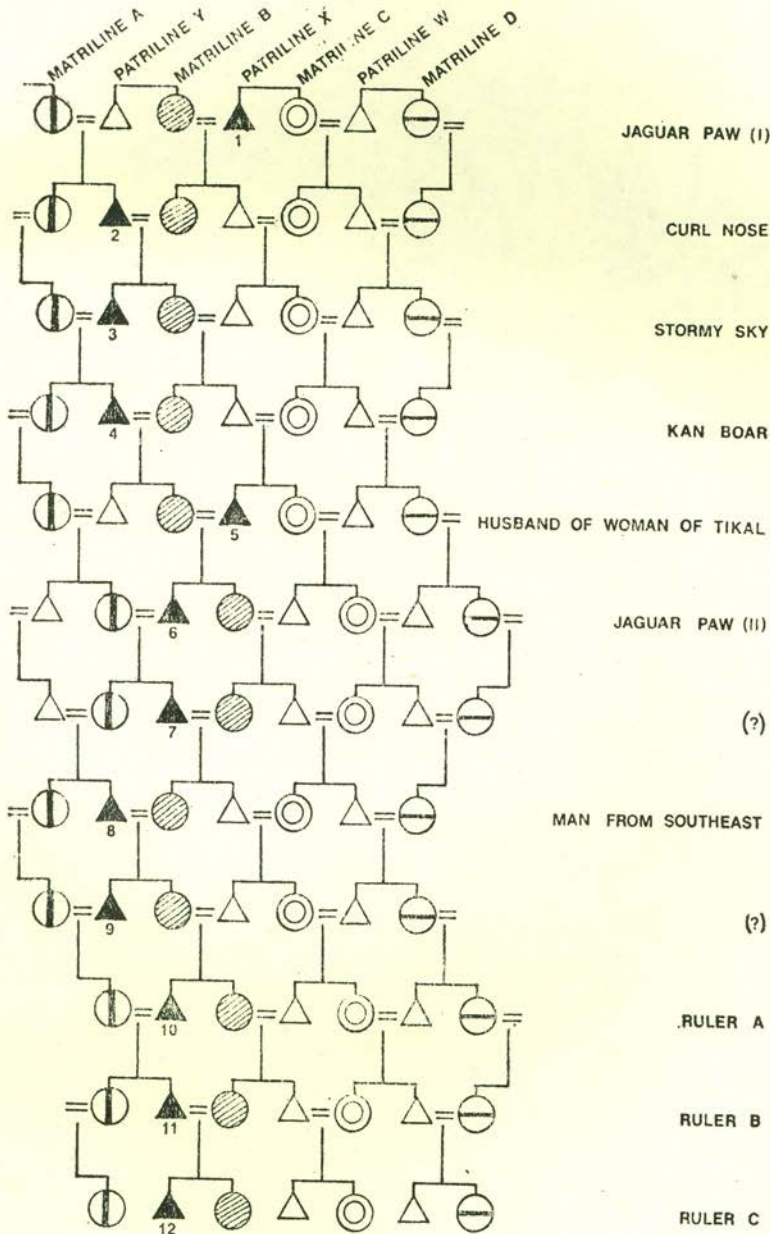 MATRILINE A
PATRILINE Y
MATRILINE B
PATRILINE X
MATRILINE C
PATRILINE W
MATRILINE D
1 JAGUAR PAW (I)
2 CURL NOSE
3 STORMY SKY
4 KAN BOAR
5 HUSBAND OF WOMAN OF TIKAL
6 JAGUAR PAW (II)
7 (?)
8 MAN FROM SOUTHEAST
9 (?)
10 RULER A
11 RULER B
12 RULER C